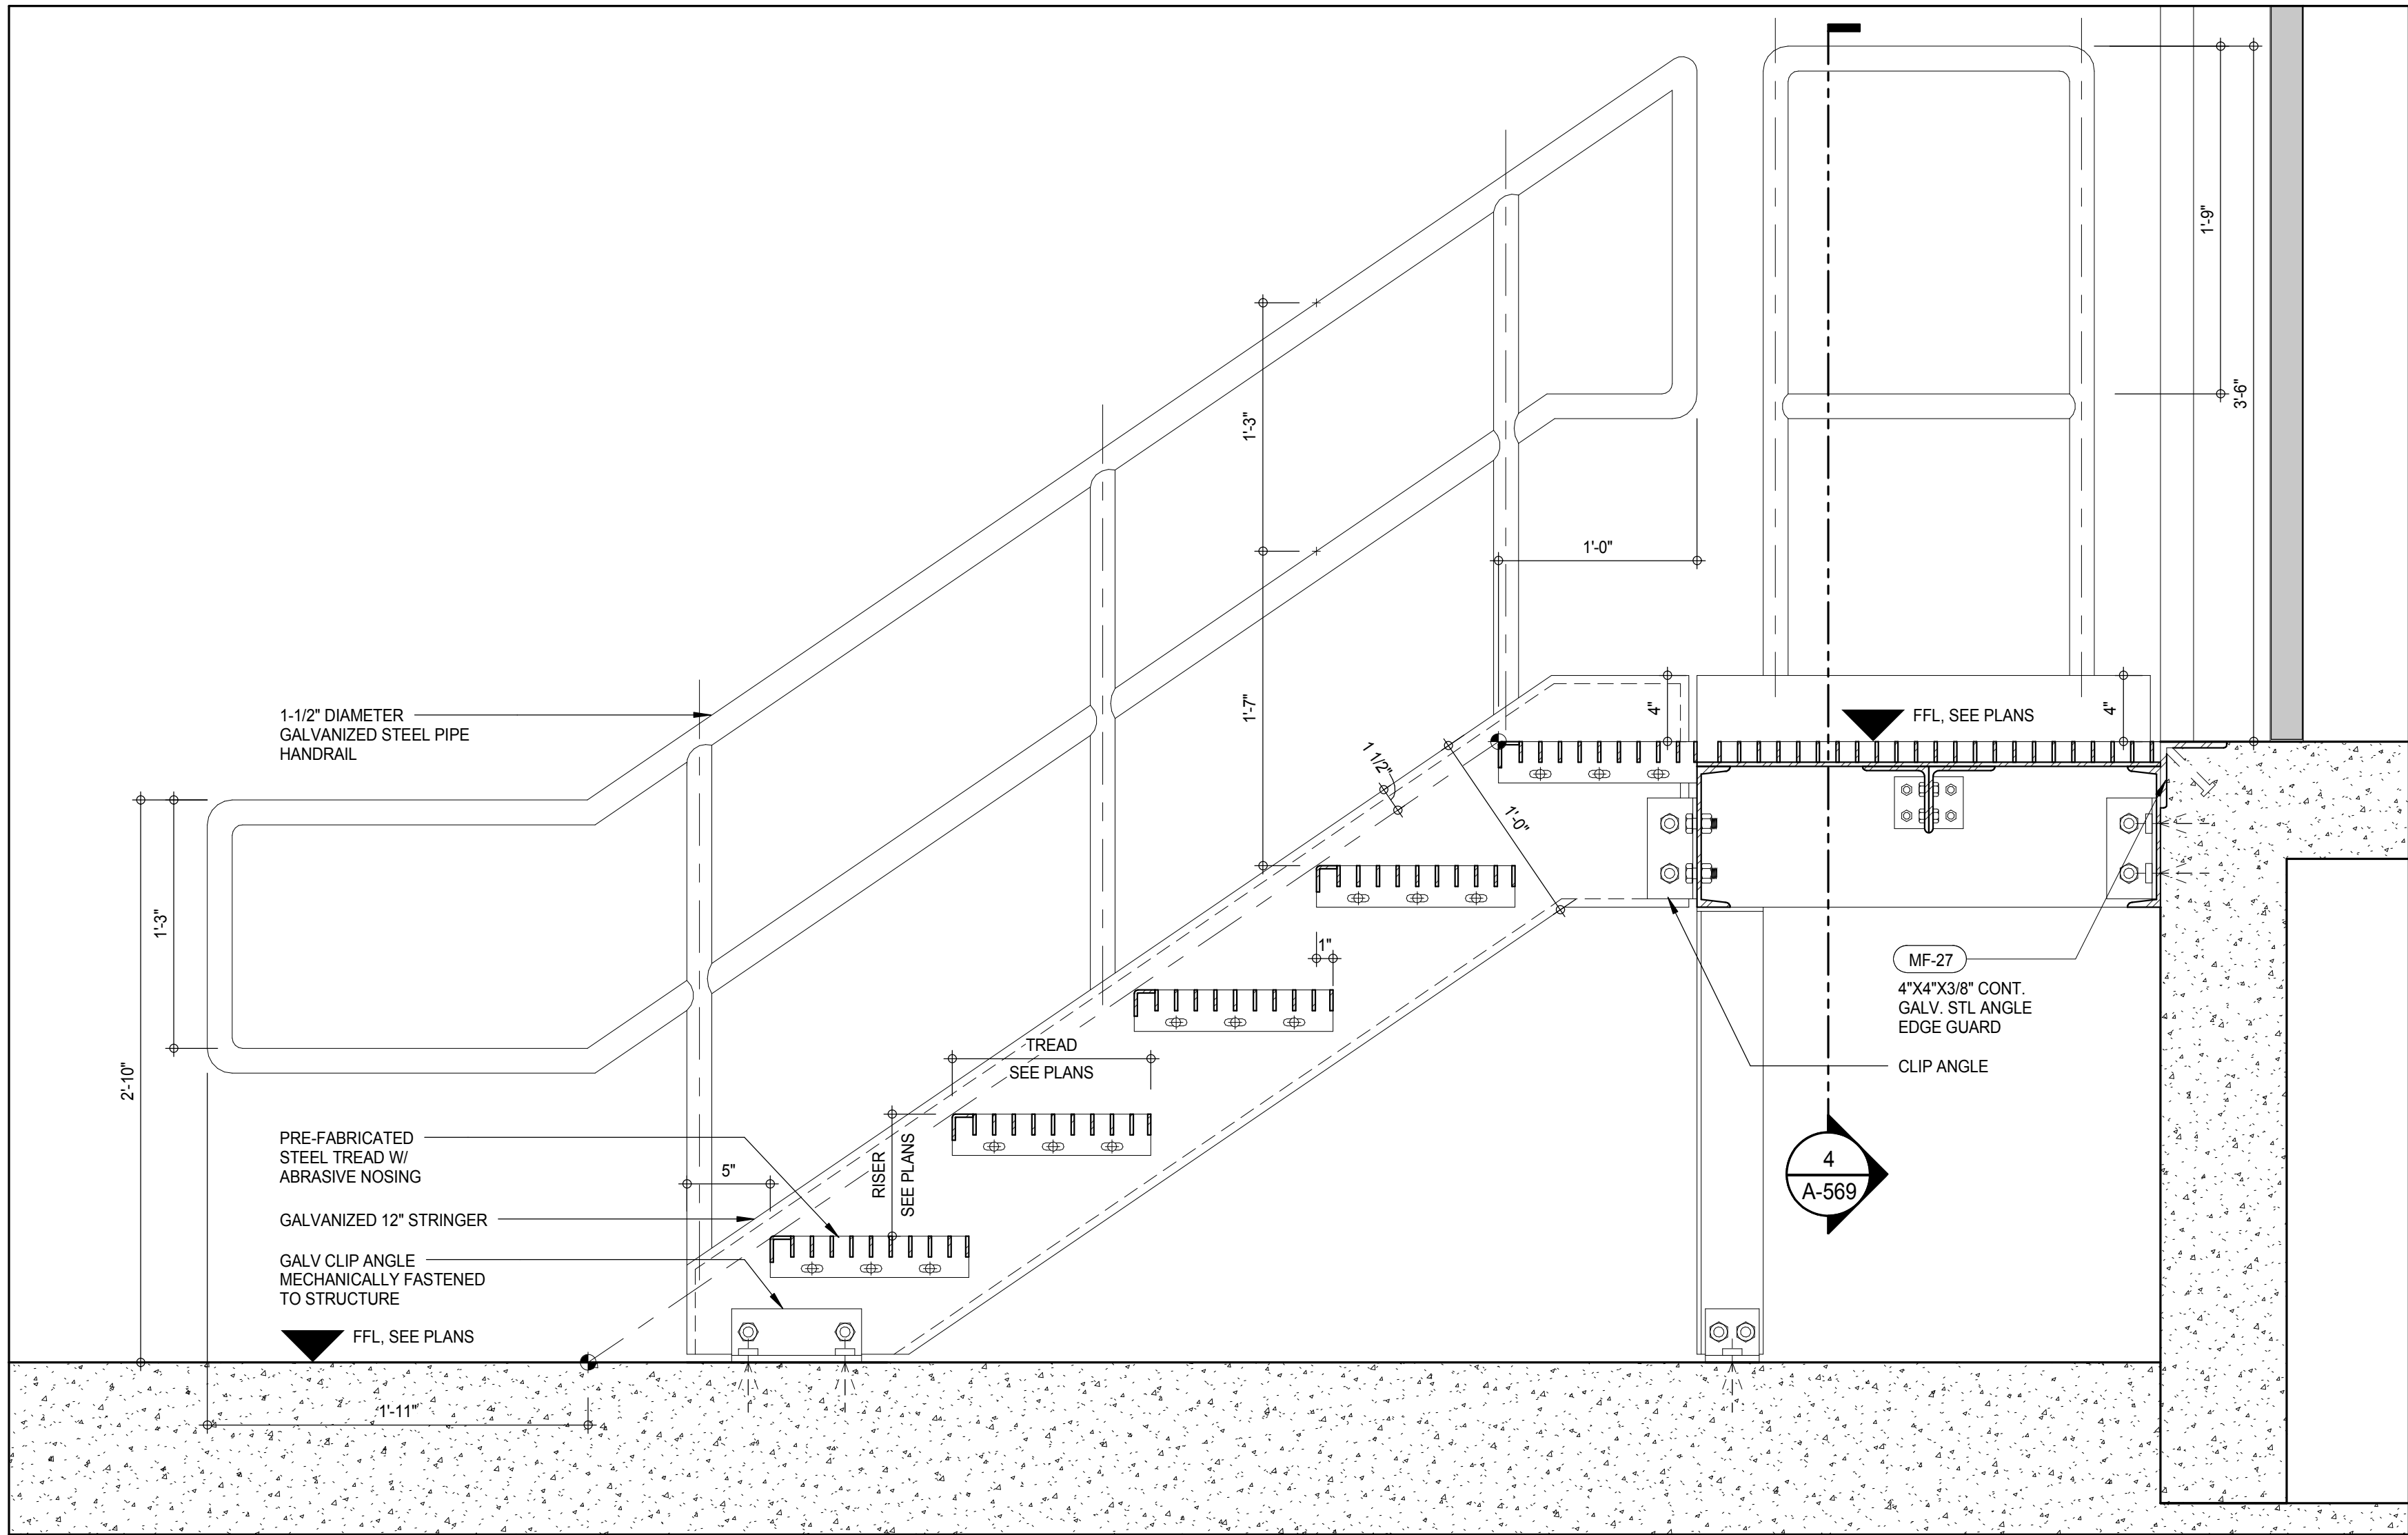 1'-9"
3'-6"
1'-3"
1'-0"
1-1/2" DIAMETER
GALVANIZED STEEL PIPE
HANDRAIL
1'-7"
4"
FFL, SEE PLANS
4"
1 1/2"
1'-0"
1'-3"
1"
MF-27
4"X4"X3/8" CONT.
GALV. STL ANGLE
EDGE GUARD
CLIP ANGLE
TREAD
SEE PLANS
2'-10"
PRE-FABRICATED
STEEL TREAD W/
ABRASIVE NOSING
5"
RISER
SEE PLANS
4
A-569
GALVANIZED 12" STRINGER
GALV CLIP ANGLE
MECHANICALLY FASTENED
TO STRUCTURE
FFL, SEE PLANS
1'-11"